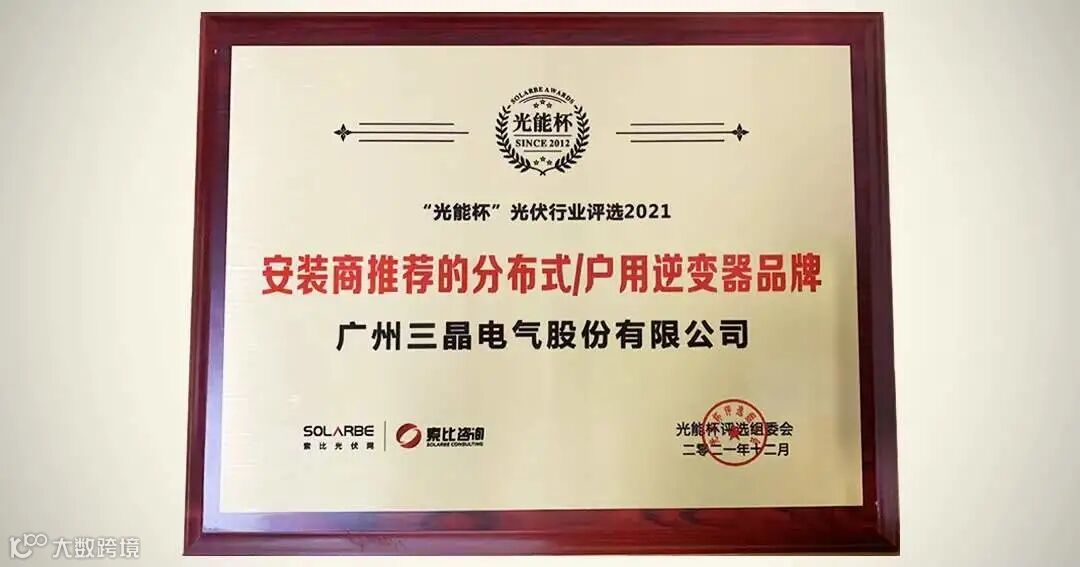 SOLARBE AWARDS
光能杯
SINCE 2012
“光能杯”光伏行业评选2021
安装商推荐的分布式/户用逆变器品牌
广州三晶电气股份有限公司
SOLARBE
索比光伏网
索比咨询
SOLARBE CONSULTING
光能杯评选组委会
二零二一年十二月
大数跨境